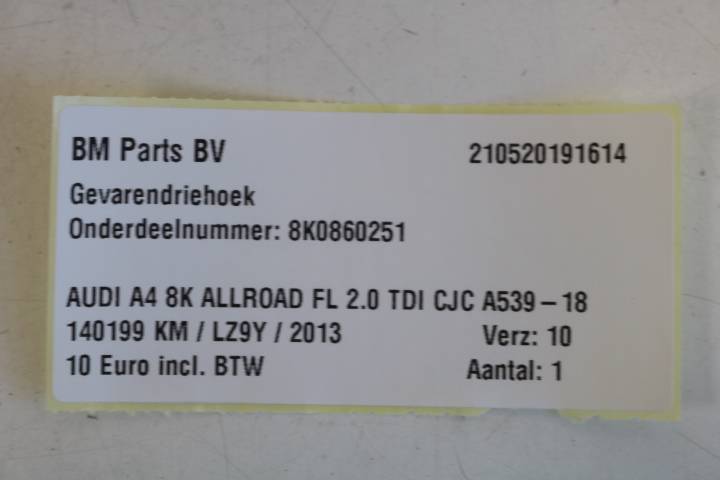 BM Parts BV 210520191614
Gevarendriehoek
Onderdeelnummer: 8K0860251
AUDI A4 8K ALLROAD FL 2.0 TDI CJC A539-18
140199 KM / LZ9Y / 2013 Verz: 10
10 Euro incl. BTW Aantal: 1